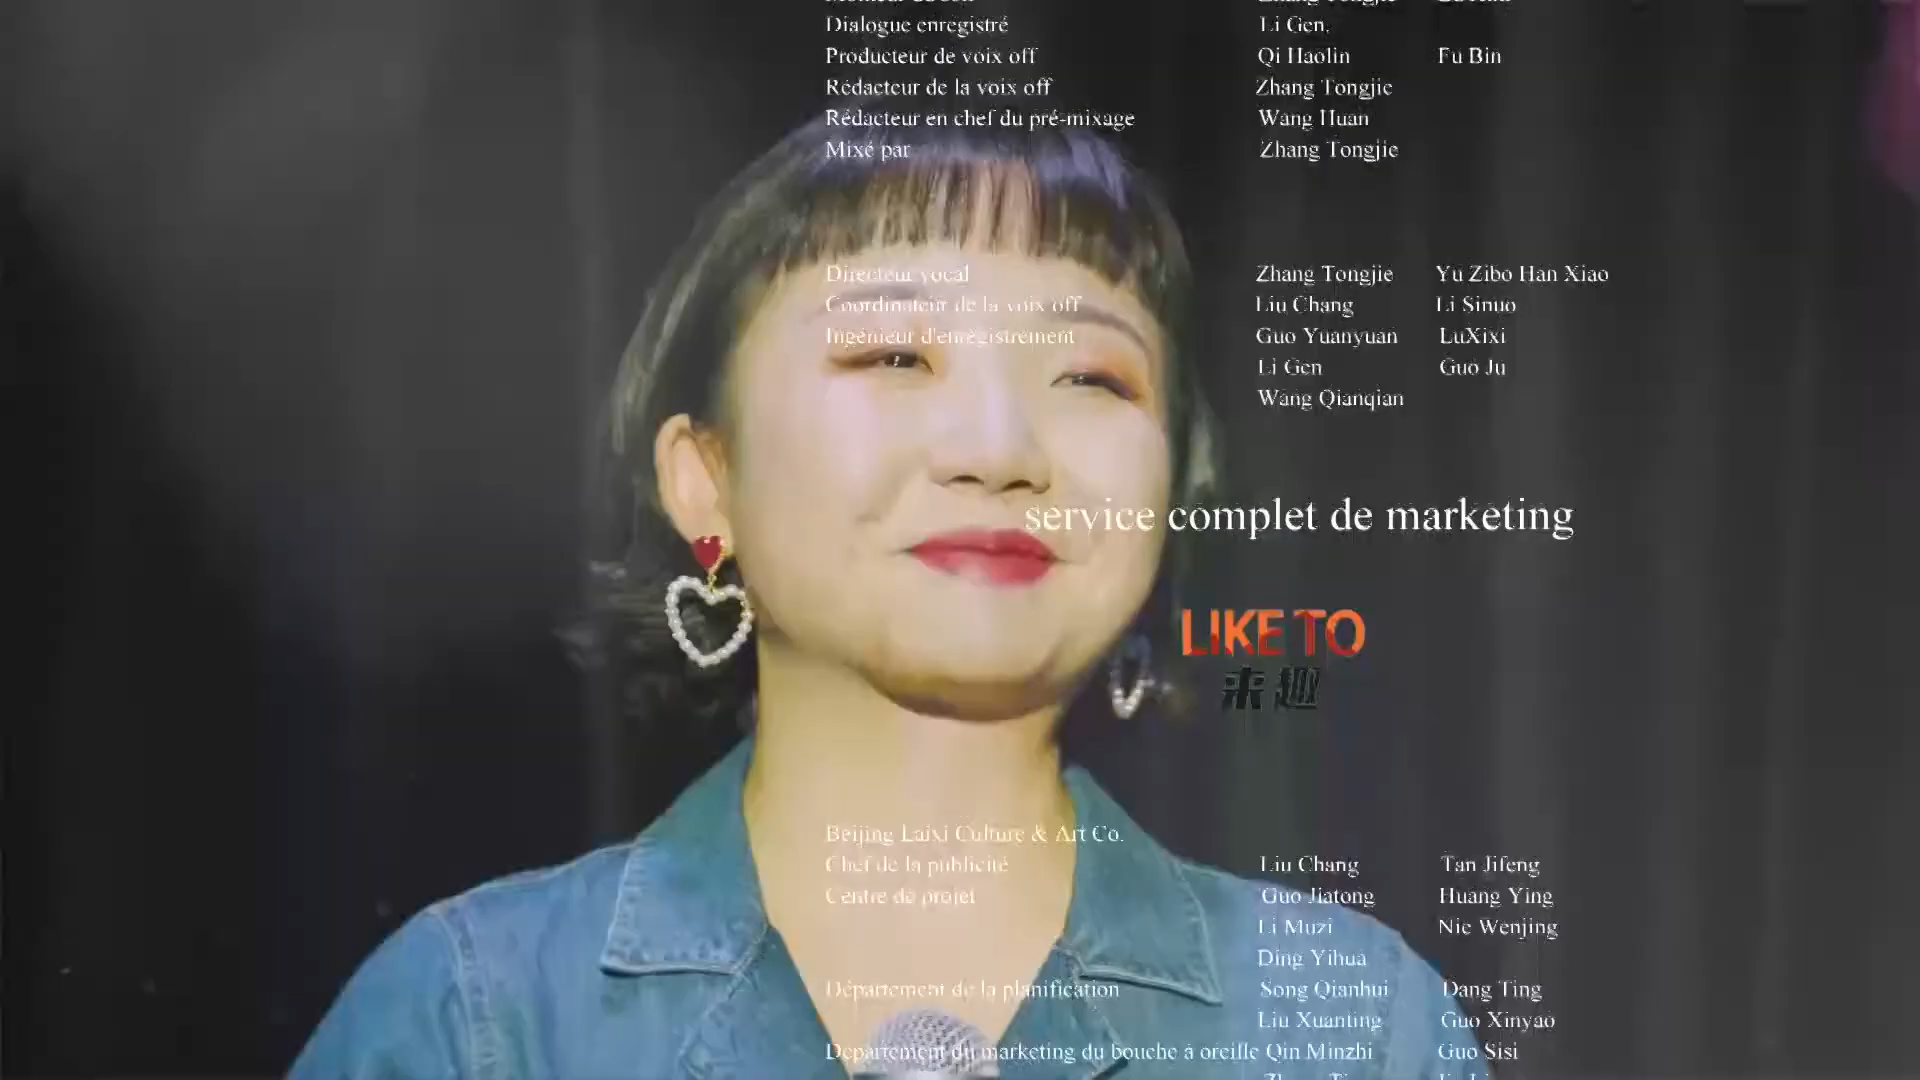 Dialogue enregistré Li Gen,
Producteur de voix off Qi Haolin Fu Bin
Rédacteur de la voix off Zhang Tongjie
Rédacteur en chef du pré-mixage Wang Huan
Mixé par Zhang Tongjie
Directeur vocal Zhang Tongjie Yu Zibo Han Xiao
Coordinateur de la voix off Liu Chang Li Sinuo
Ingénieur d'enregistrement Guo Yuanyuan LuXixi
Li Gen Guo Ju
Wang Qianqian
service complet de marketing
LIKE TO
来趣
Beijing Laixi Culture & Art Co.
Chef de la publicité Liu Chang Tan Jifeng
Centre de projet Guo Jiatong Huang Ying
Li Muzi Nie Wenjing
Ding Yihua
Département de la planification Song Qianhui Dang Ting
Liu Xuanting Guo Xinyao
Departement du marketing du bouche à oreille Qin Minzhi Guo Sisi